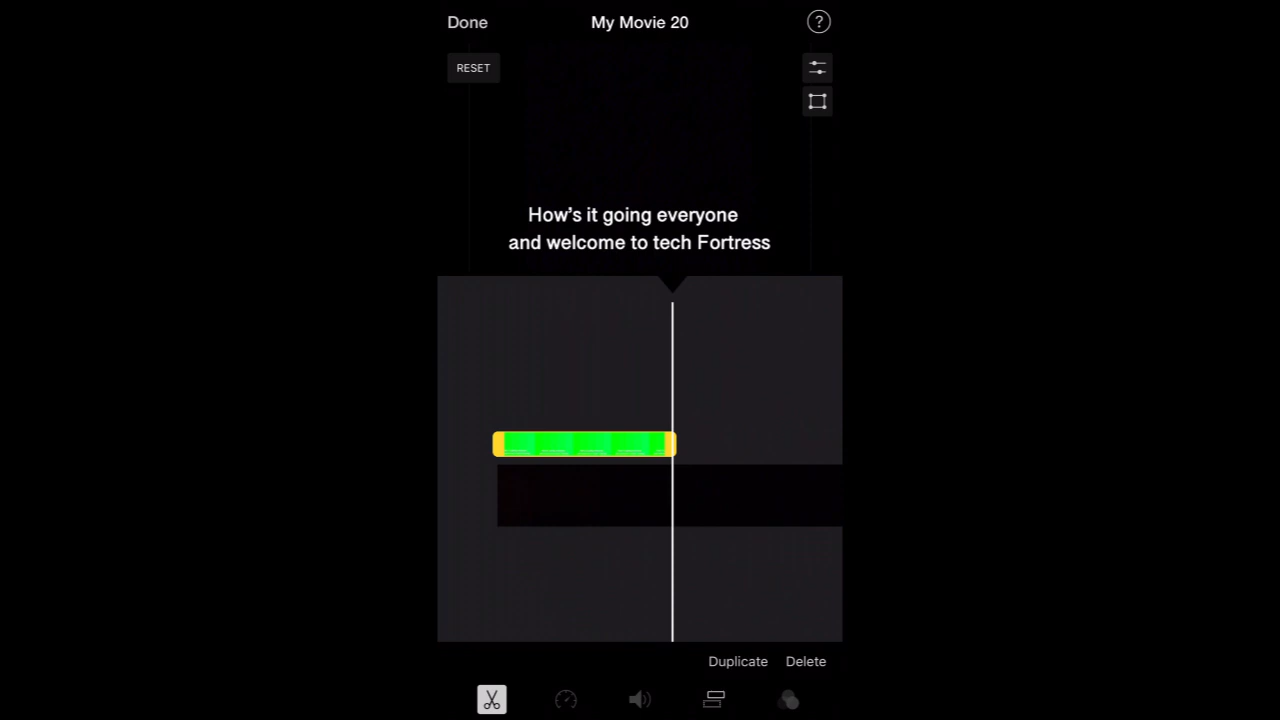 Done
My Movie 20
?
RESET
How's it going everyone
and welcome to tech Fortress
Duplicate
Delete